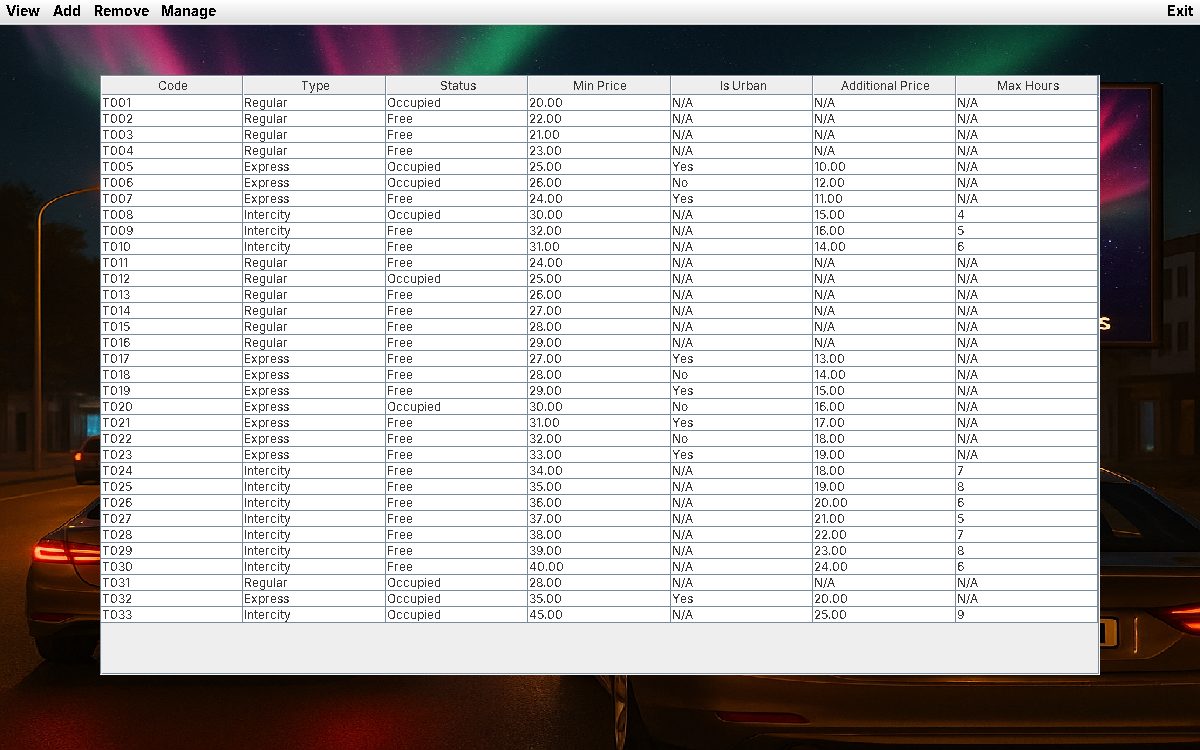 View Add Remove Manage Exit
Code Type Status Min Price Is Urban Additional Price Max Hours
T001 Regular Occupied 20.00 N/A N/A N/A
T002 Regular Free 22.00 N/A N/A N/A
T003 Regular Free 21.00 N/A N/A N/A
T004 Regular Free 23.00 N/A N/A N/A
T005 Express Occupied 25.00 Yes 10.00 N/A
T006 Express Occupied 26.00 No 12.00 N/A
T007 Express Free 24.00 Yes 11.00 N/A
T008 Intercity Occupied 30.00 N/A 15.00 4
T009 Intercity Free 32.00 N/A 16.00 5
T010 Intercity Free 31.00 N/A 14.00 6
T011 Regular Free 24.00 N/A N/A N/A
T012 Regular Occupied 25.00 N/A N/A N/A
T013 Regular Free 26.00 N/A N/A N/A
T014 Regular Free 27.00 N/A N/A N/A
T015 Regular Free 28.00 N/A N/A N/A
T016 Regular Free 29.00 N/A N/A N/A
T017 Express Free 27.00 Yes 13.00 N/A
T018 Express Free 28.00 No 14.00 N/A
T019 Express Free 29.00 Yes 15.00 N/A
T020 Express Occupied 30.00 No 16.00 N/A
T021 Express Free 31.00 Yes 17.00 N/A
T022 Express Free 32.00 No 18.00 N/A
T023 Express Free 33.00 Yes 19.00 N/A
T024 Intercity Free 34.00 N/A 18.00 7
T025 Intercity Free 35.00 N/A 19.00 8
T026 Intercity Free 36.00 N/A 20.00 6
T027 Intercity Free 37.00 N/A 21.00 5
T028 Intercity Free 38.00 N/A 22.00 7
T029 Intercity Free 39.00 N/A 23.00 8
T030 Intercity Free 40.00 N/A 24.00 6
T031 Regular Occupied 28.00 N/A N/A N/A
T032 Express Occupied 35.00 Yes 20.00 N/A
T033 Intercity Occupied 45.00 N/A 25.00 9